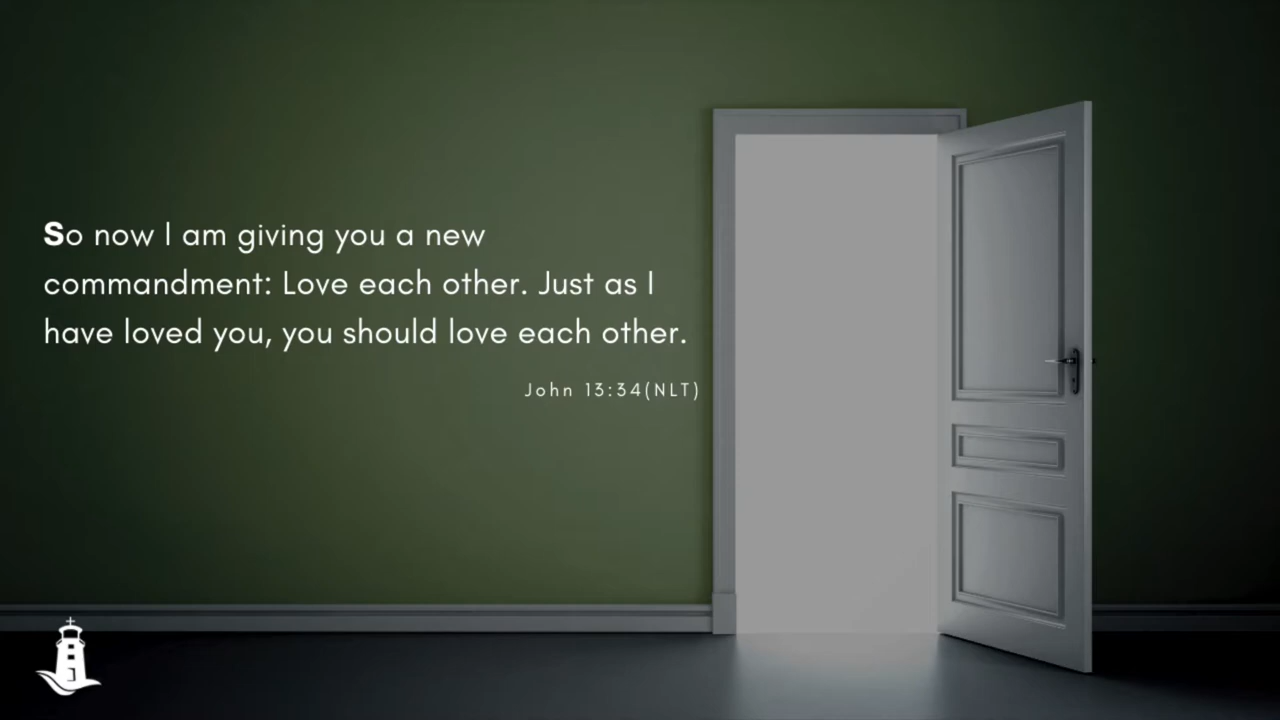 So now I am giving you a new
commandment: Love each other. Just as I
have loved you, you should love each other.
John 13:34(NLT)